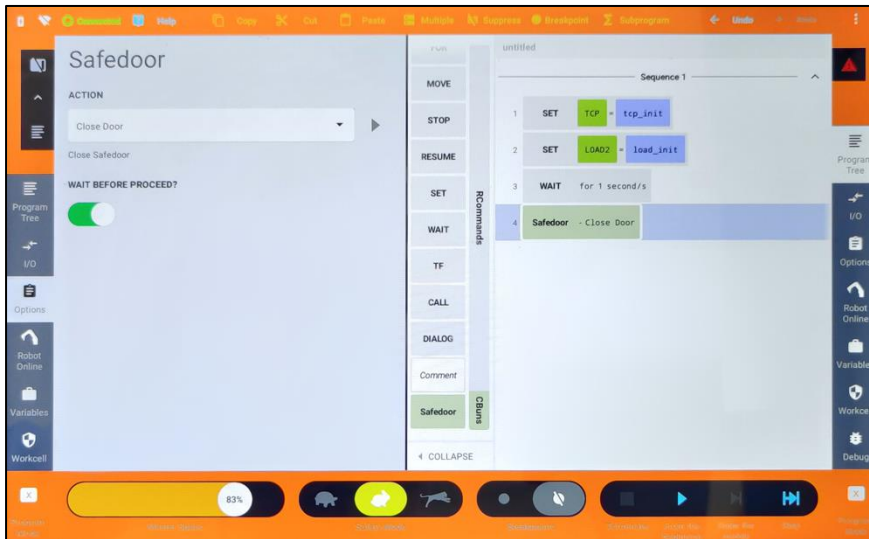 Connected Help Copy Cut Paste Multiple Suppress Breakpoint Subprogram Undo
Safedoor
ACTION
Close Door
Close Safedoor
WAIT BEFORE PROCEED?
Program
Tree
I/O
Options
Robot
Online
Variables
Workcell
MOVE
STOP
RESUME
SET
WAIT
TF
CALL
DIALOG
Comment
Safedoor
COLLAPSE
RCommands
CBuns
untitled
Sequence 1
1 SET TCP = tcp_init
2 SET LOAD2 = load_init
3 WAIT for 1 second/s
4 Safedoor - Close Door
Program
Tree
I/O
Options
Robot
Online
Variable
Workce
Debug
X
83%
X